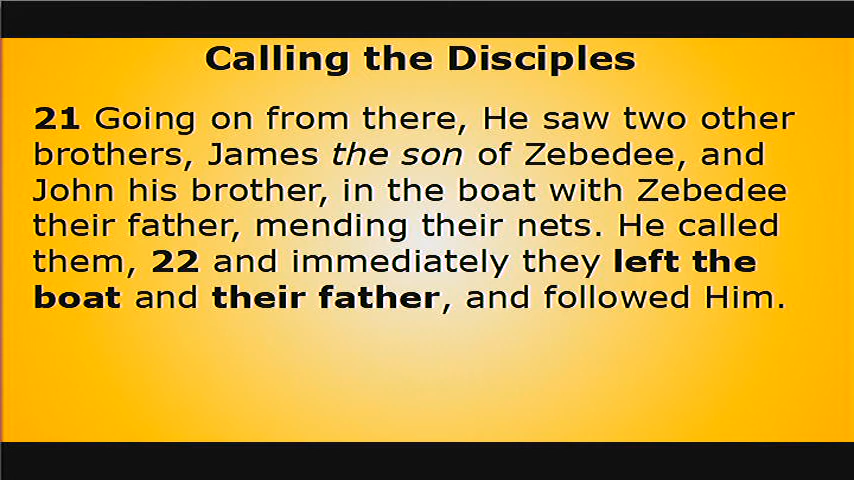 Calling the Disciples
21 Going on from there, He saw two other
brothers, James the son of Zebedee, and
John his brother, in the boat with Zebedee
their father, mending their nets. He called
them, 22 and immediately they left the
boat and their father, and followed Him.